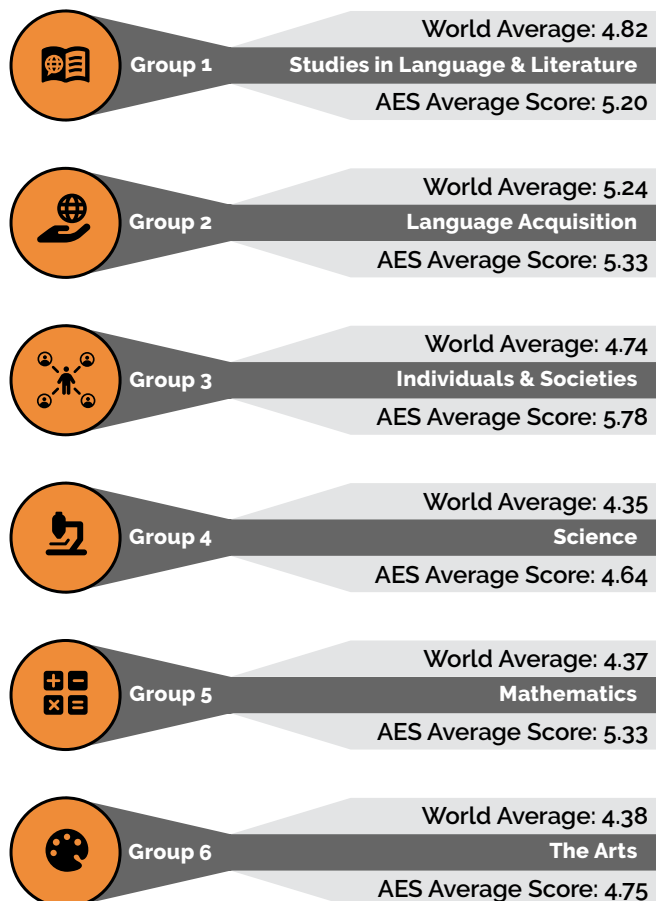 World Average: 4.82
Group 1 Studies in Language & Literature
AES Average Score: 5.20
World Average: 5.24
Group 2 Language Acquisition
AES Average Score: 5.33
World Average: 4.74
Group 3 Individuals & Societies
AES Average Score: 5.78
World Average: 4.35
Group 4 Science
AES Average Score: 4.64
World Average: 4.37
Group 5 Mathematics
AES Average Score: 5.33
World Average: 4.38
Group 6 The Arts
AES Average Score: 4.75